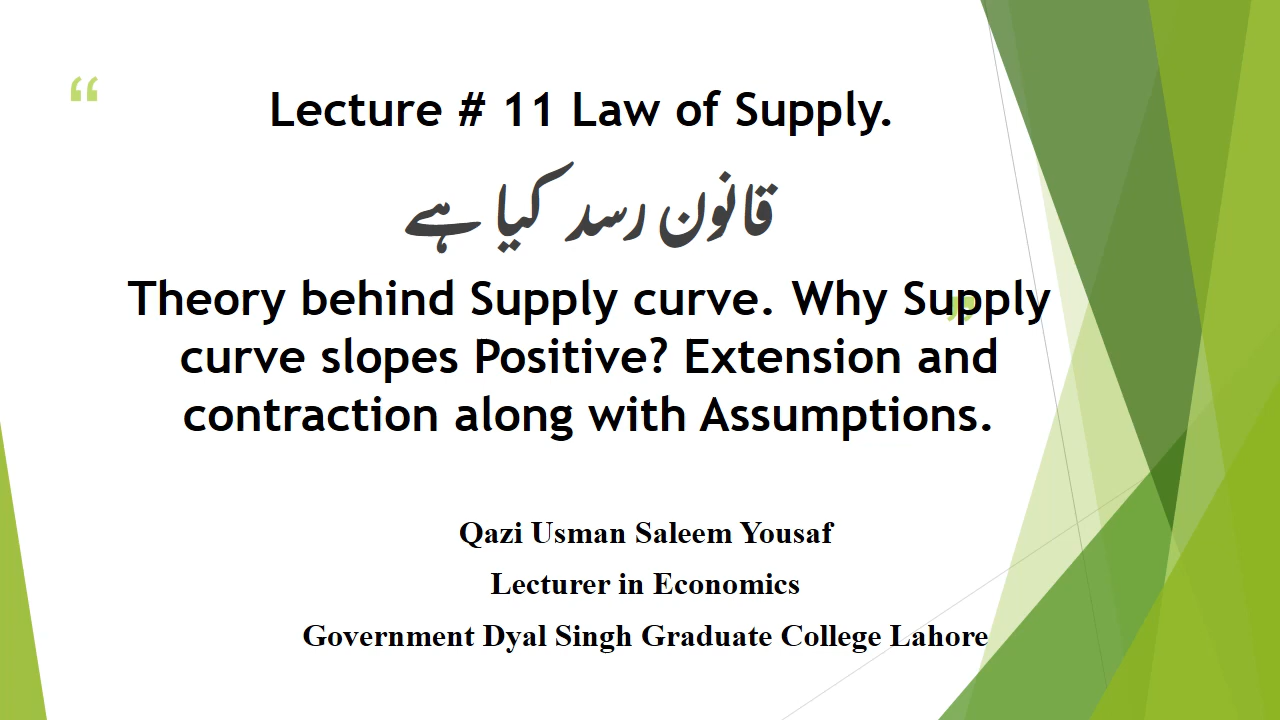 “
Lecture # 11 Law of Supply.
قانون رسد کیا ہے
Theory behind Supply curve. Why Supply
curve slopes Positive? Extension and
contraction along with Assumptions.
”
Qazi Usman Saleem Yousaf
Lecturer in Economics
Government Dyal Singh Graduate College Lahore